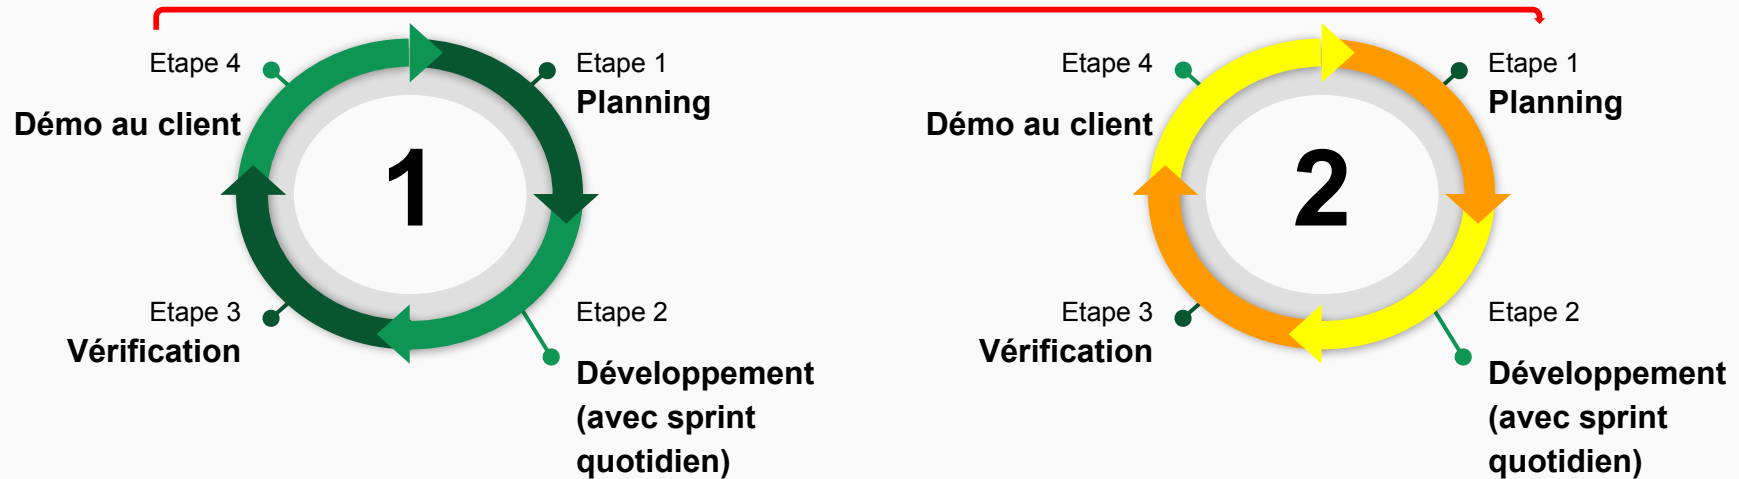 Etape 4
Démo au client
Etape 1
Planning
1
Etape 3
Vérification
Etape 2
Développement
(avec sprint
quotidien)
Etape 4
Démo au client
Etape 1
Planning
2
Etape 3
Vérification
Etape 2
Développement
(avec sprint
quotidien)